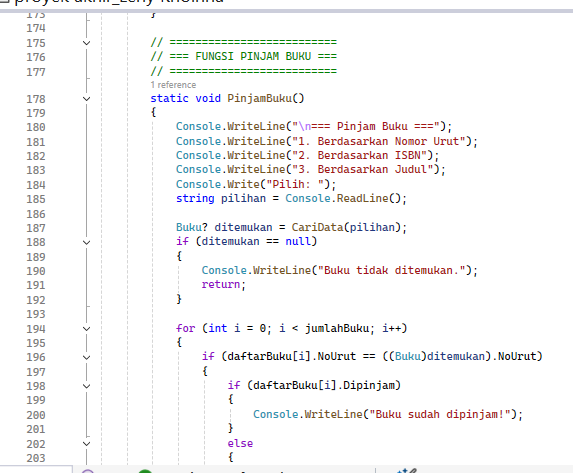 173 }
174
175 // ==========================
176 // === FUNGSI PINJAM BUKU ===
177 // ==========================
1 reference
178 static void PinjamBuku()
179 {
180 Console.WriteLine("\n=== Pinjam Buku ===");
181 Console.WriteLine("1. Berdasarkan Nomor Urut");
182 Console.WriteLine("2. Berdasarkan ISBN");
183 Console.WriteLine("3. Berdasarkan Judul");
184 Console.Write("Pilih: ");
185 string pilihan = Console.ReadLine();
186
187 Buku? ditemukan = CariData(pilihan);
188 if (ditemukan == null)
189 {
190 Console.WriteLine("Buku tidak ditemukan.");
191 return;
192 }
193
194 for (int i = 0; i < jumlahBuku; i++)
195 {
196 if (daftarBuku[i].NoUrut == ((Buku)ditemukan).NoUrut)
197 {
198 if (daftarBuku[i].Dipinjam)
199 {
200 Console.WriteLine("Buku sudah dipinjam!");
201 }
202 else
203 {